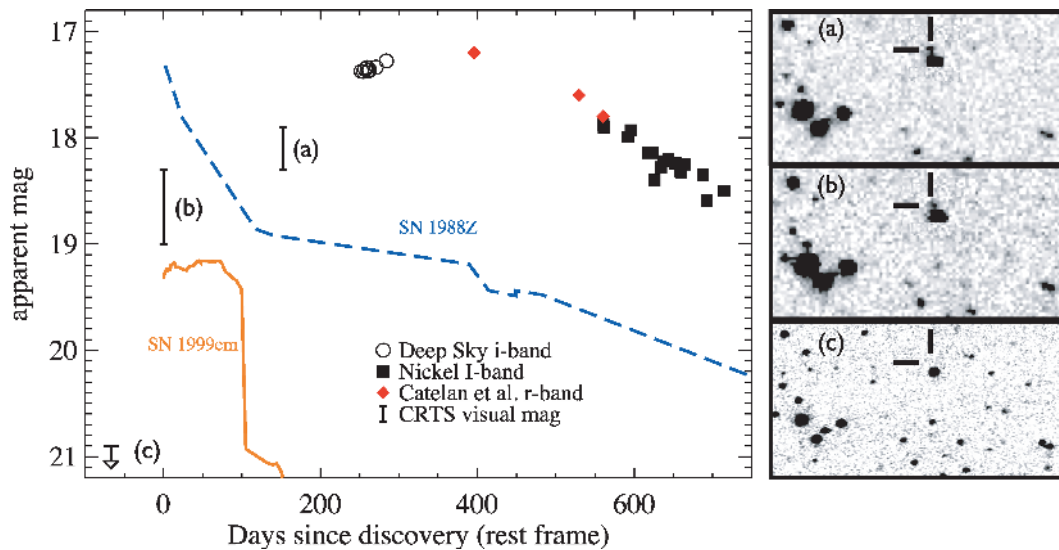 17
18
19
20
21
apparent mag
0
200
400
600
Days since discovery (rest frame)
(a)
(b)
(c)
SN 1988Z
SN 1999cm
Deep Sky i-band
Nickel I-band
Catelan et al. r-band
CRTS visual mag
(a)
(b)
(c)